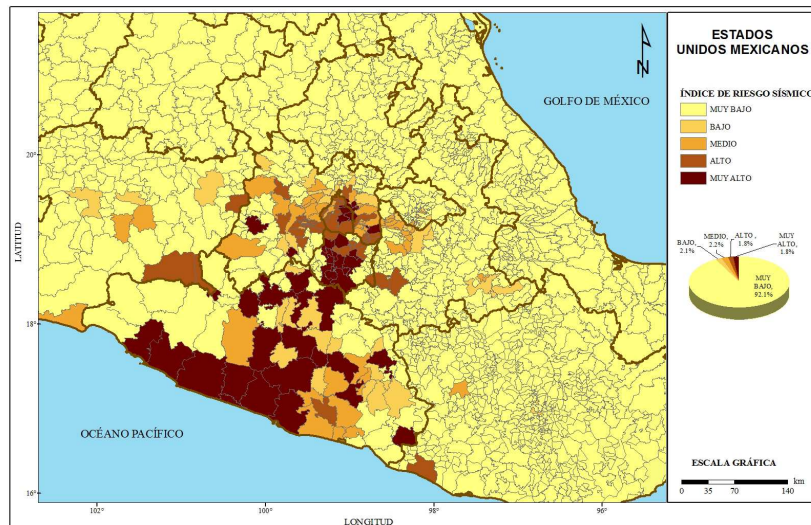 ESTADOS
UNIDOS MEXICANOS
GOLFO DE MÉXICO
N
ÍNDICE DE RIESGO SÍSMICO
MUY BAJO
BAJO
MEDIO
ALTO
MUY ALTO
BAJO,
2.1%
MEDIO,
2.2%
ALTO,
1.8%
MUY
ALTO,
1.8%
MUY
BAJO,
92.1%
OCÉANO PACÍFICO
ESCALA GRÁFICA
km
0 35 70 140
LATITUD
20°
18°
16°
102° 100° 98° 96°
LONGITUD